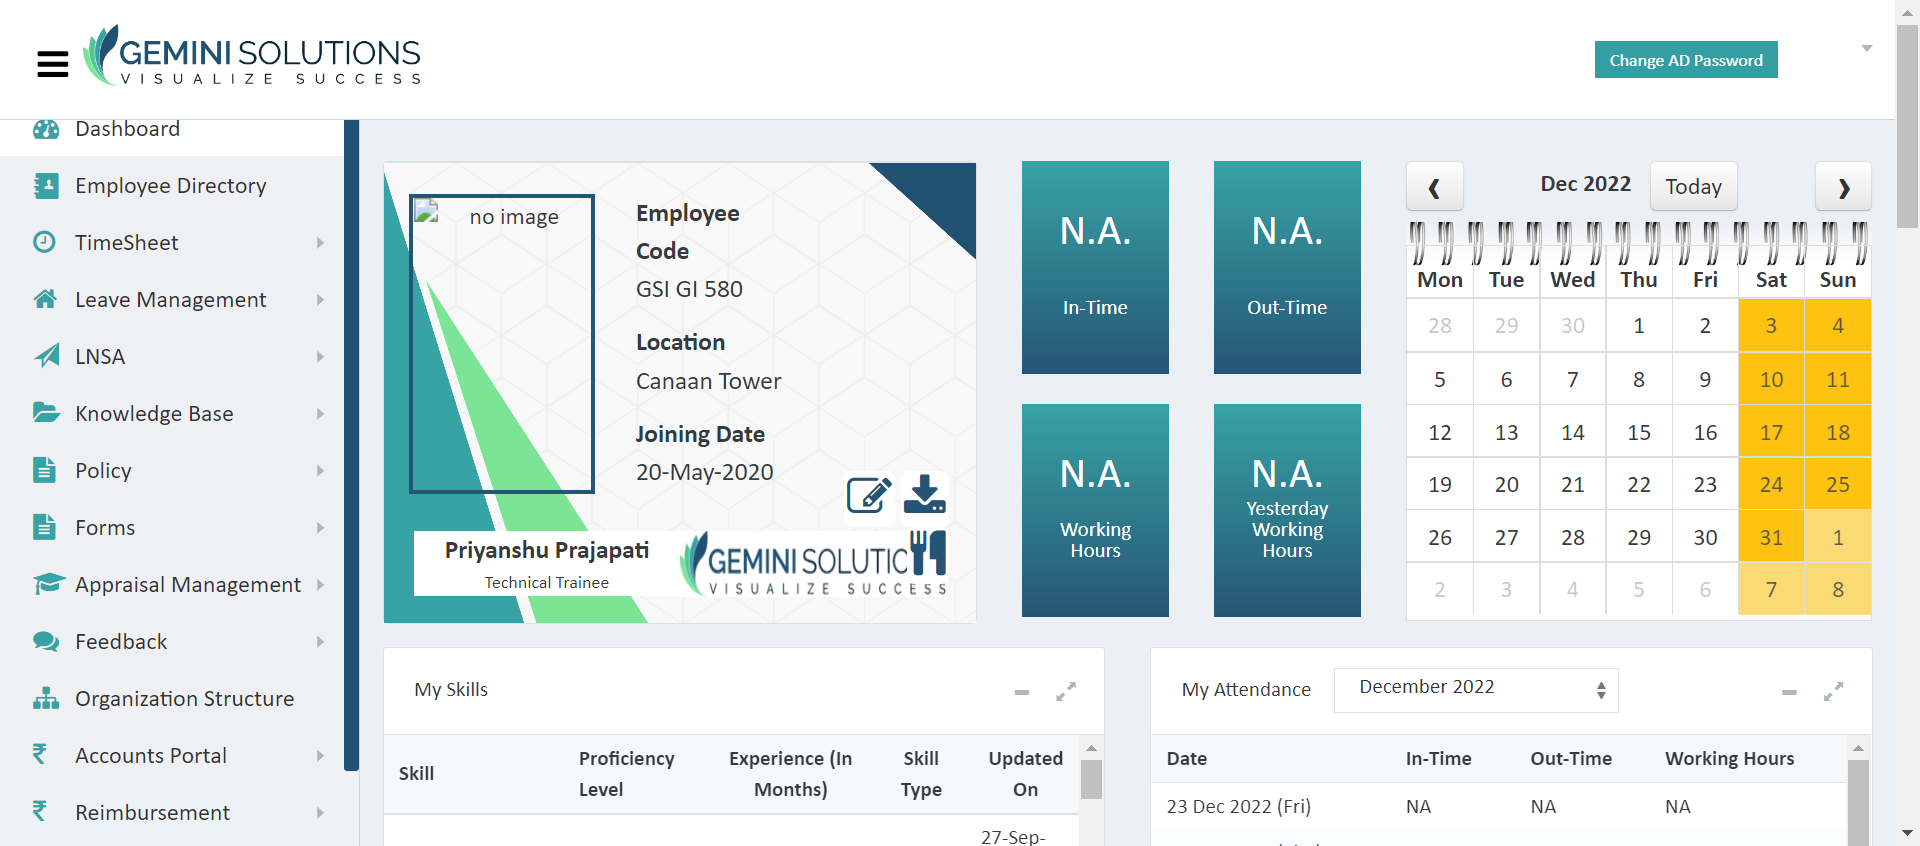 GEMINI SOLUTIONS
VISUALIZE SUCCESS
Change AD Password
Dashboard
Employee Directory
TimeSheet
Leave Management
LNSA
Knowledge Base
Policy
Forms
Appraisal Management
Feedback
Organization Structure
Accounts Portal
Reimbursement
no image
Employee
Code
GSI GI 580
Location
Canaan Tower
Joining Date
20-May-2020
Priyanshu Prajapati
Technical Trainee
GEMINI SOLUTIC
VISUALIZE SUCCESS
N.A.
In-Time
N.A.
Out-Time
N.A.
Working
Hours
N.A.
Yesterday
Working
Hours
Dec 2022
Today
Mon Tue Wed Thu Fri Sat Sun
28 29 30 1 2 3 4
5 6 7 8 9 10 11
12 13 14 15 16 17 18
19 20 21 22 23 24 25
26 27 28 29 30 31 1
2 3 4 5 6 7 8
My Skills
Skill
Proficiency
Level
Experience (In
Months)
Skill
Type
Updated
On
27-Sep-
My Attendance
December 2022
Date In-Time Out-Time Working Hours
23 Dec 2022 (Fri) NA NA NA